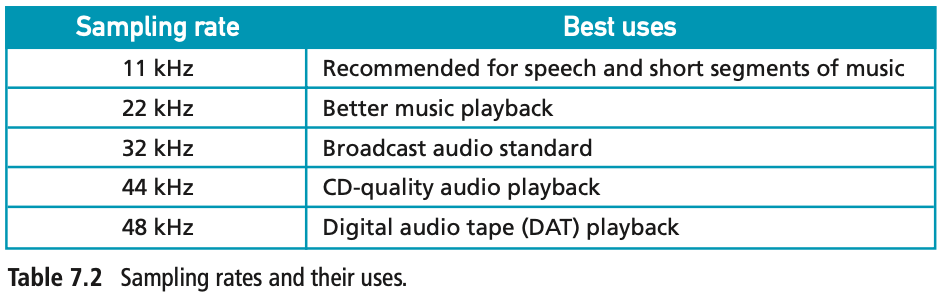 Sampling rate Best uses
11 kHz Recommended for speech and short segments of music
22 kHz Better music playback
32 kHz Broadcast audio standard
44 kHz CD-quality audio playback
48 kHz Digital audio tape (DAT) playback
Table 7.2 Sampling rates and their uses.